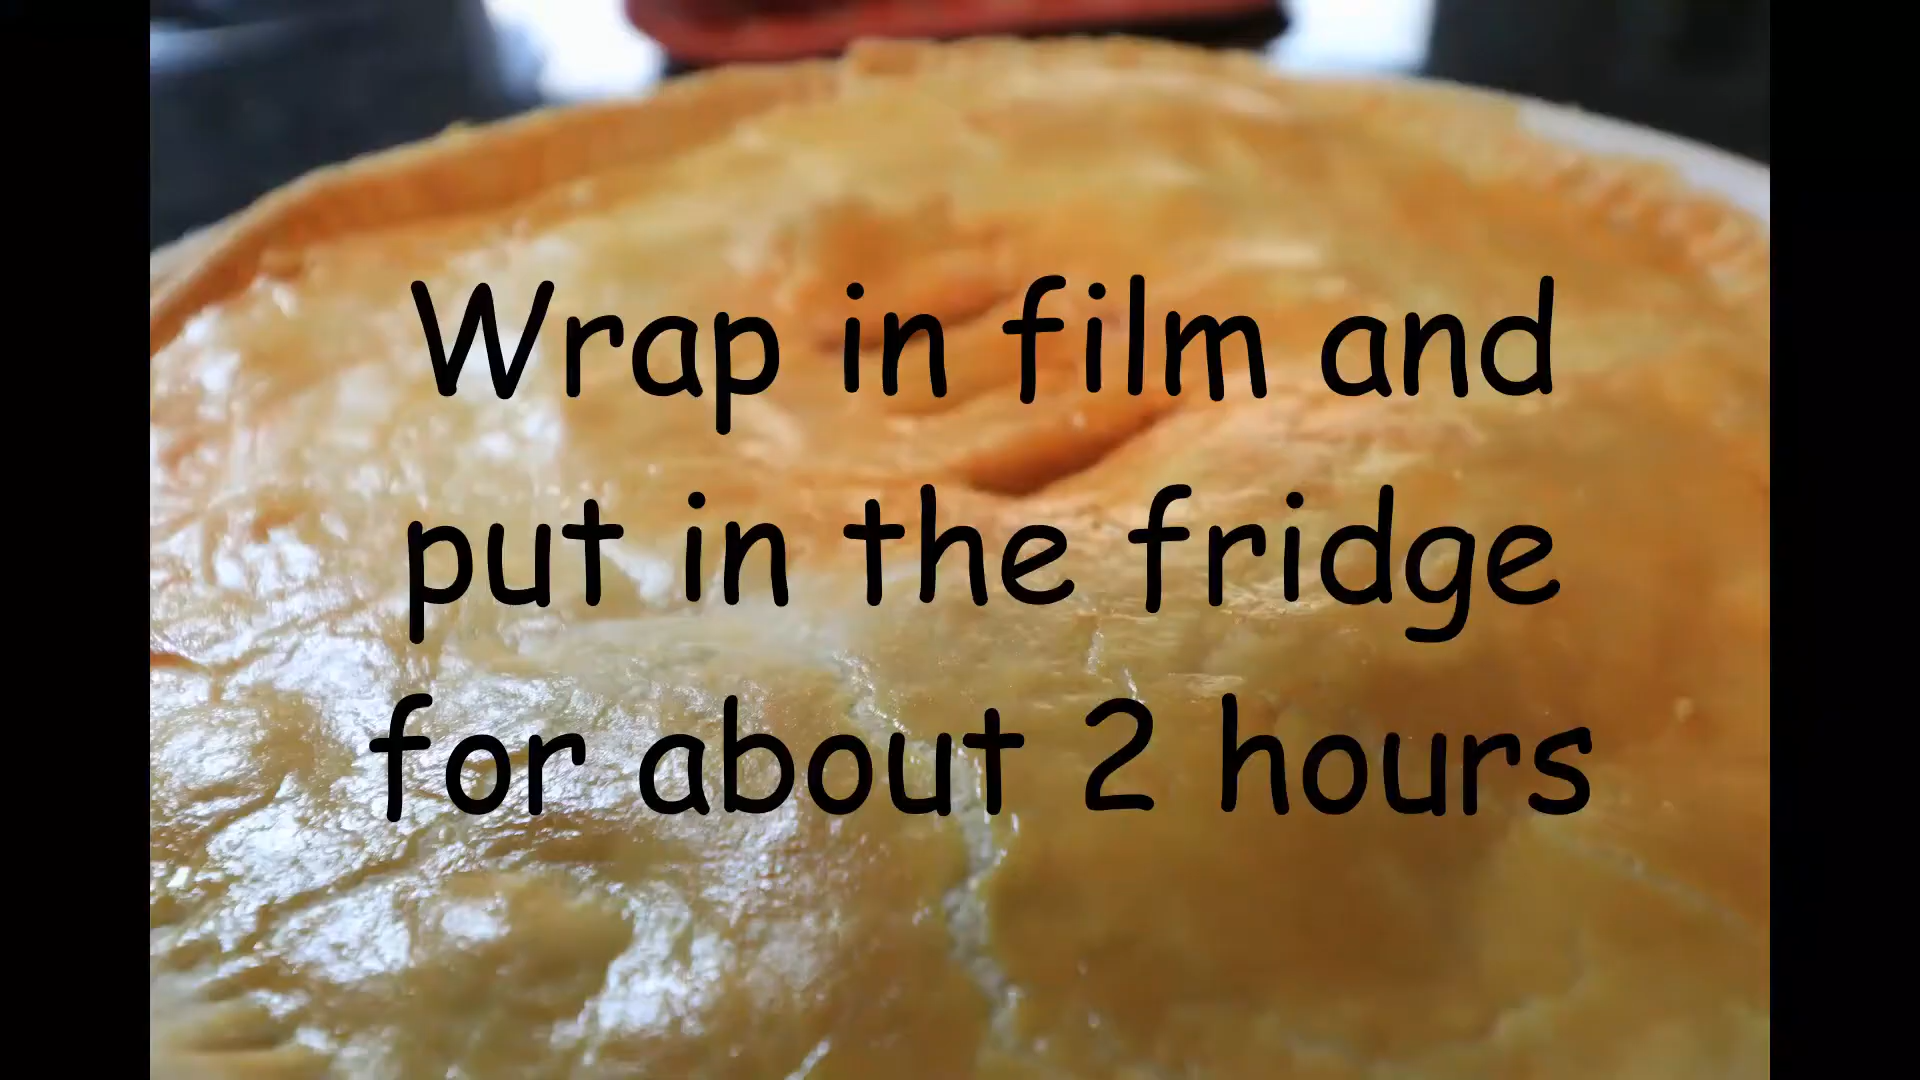 Wrap in film and
put in the fridge
for about 2 hours